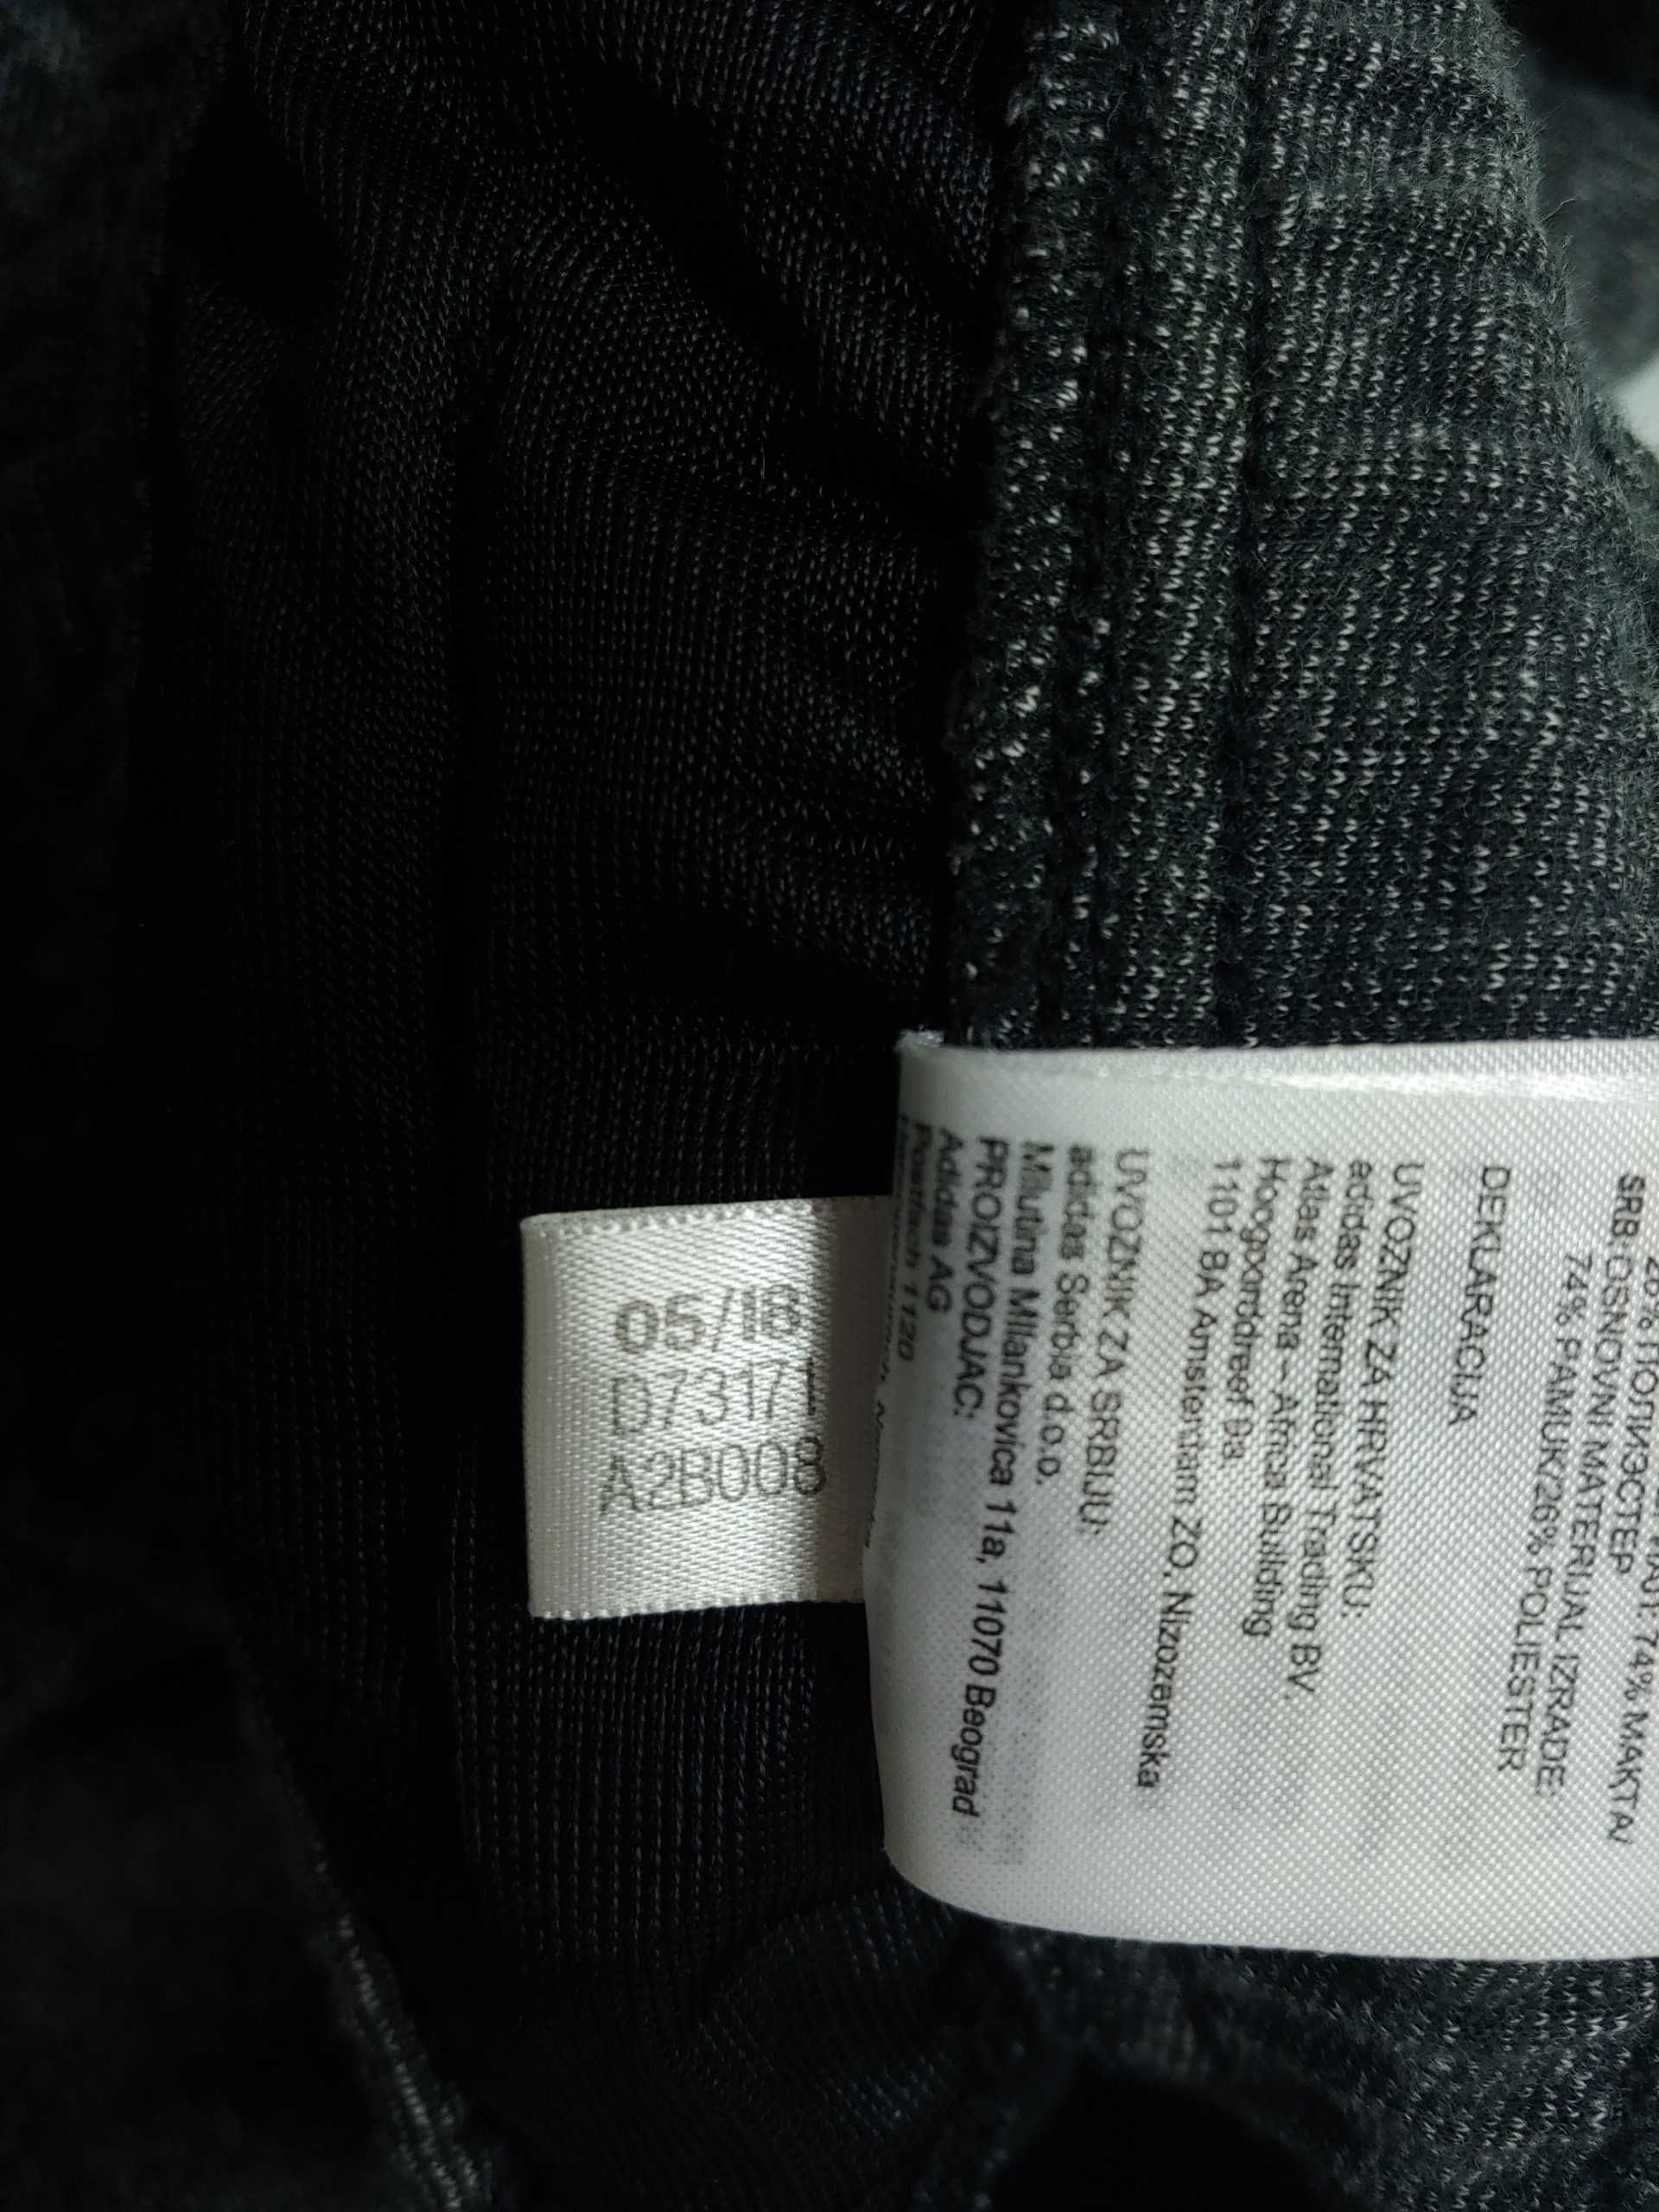 05/18
D73171
A2B008
SRB OSNOVNI MATERIJAL IZRADE:
74% PAMUK/26% POLIESTER
DEKLARACIJA
UVOZNIK ZA HRVATSKU:
adidas International Trading BV,
Atlas Arena – Africa Building
Hoogoorddreef 9a
1101 BA Amsterdam ZO, Nizozemska
UVOZNIK ZA SRBIJU:
adidas Serbia d.o.o.
Milutina Milankovica 11a, 11070 Beograd
PROIZVODJAC:
Adidas AG
Postfach 1120